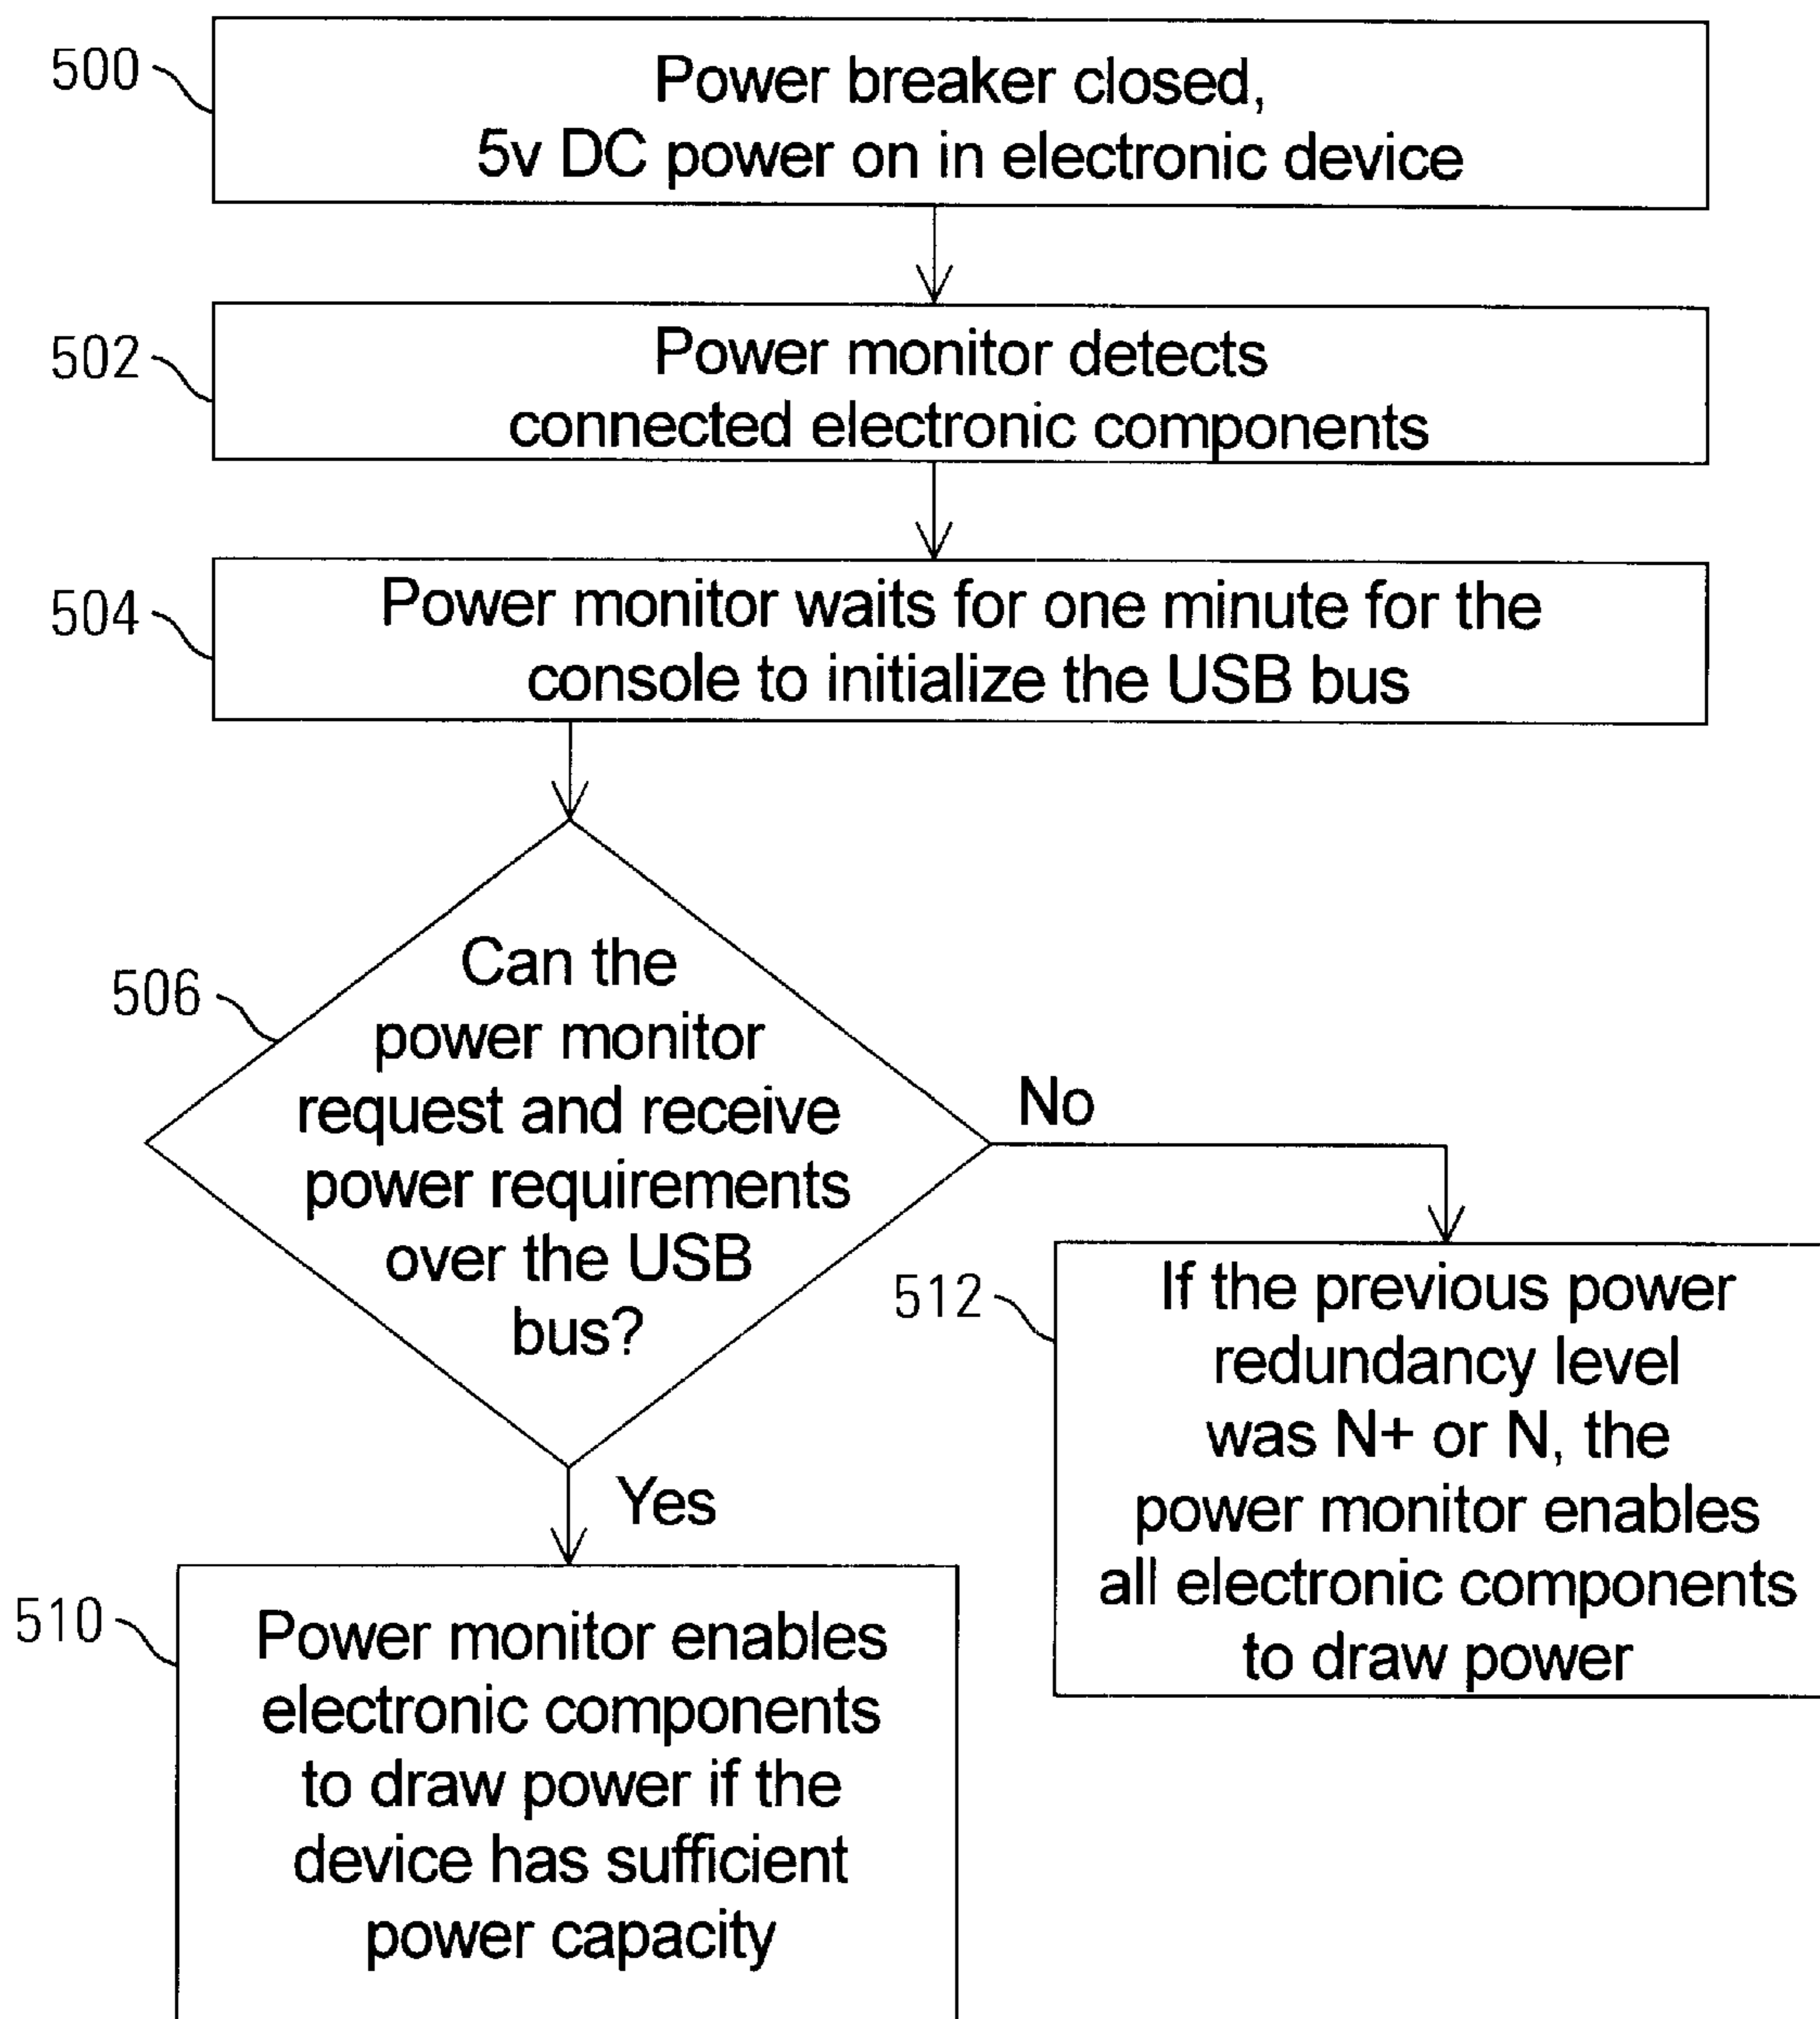 500
Power breaker closed,
5v DC power on in electronic device
502
Power monitor detects
connected electronic components
504
Power monitor waits for one minute for the
console to initialize the USB bus
506
Can the
power monitor
request and receive
power requirements
over the USB
bus?
No
512
If the previous power
redundancy level
was N+ or N, the
power monitor enables
all electronic components
to draw power
Yes
510
Power monitor enables
electronic components
to draw power if the
device has sufficient
power capacity